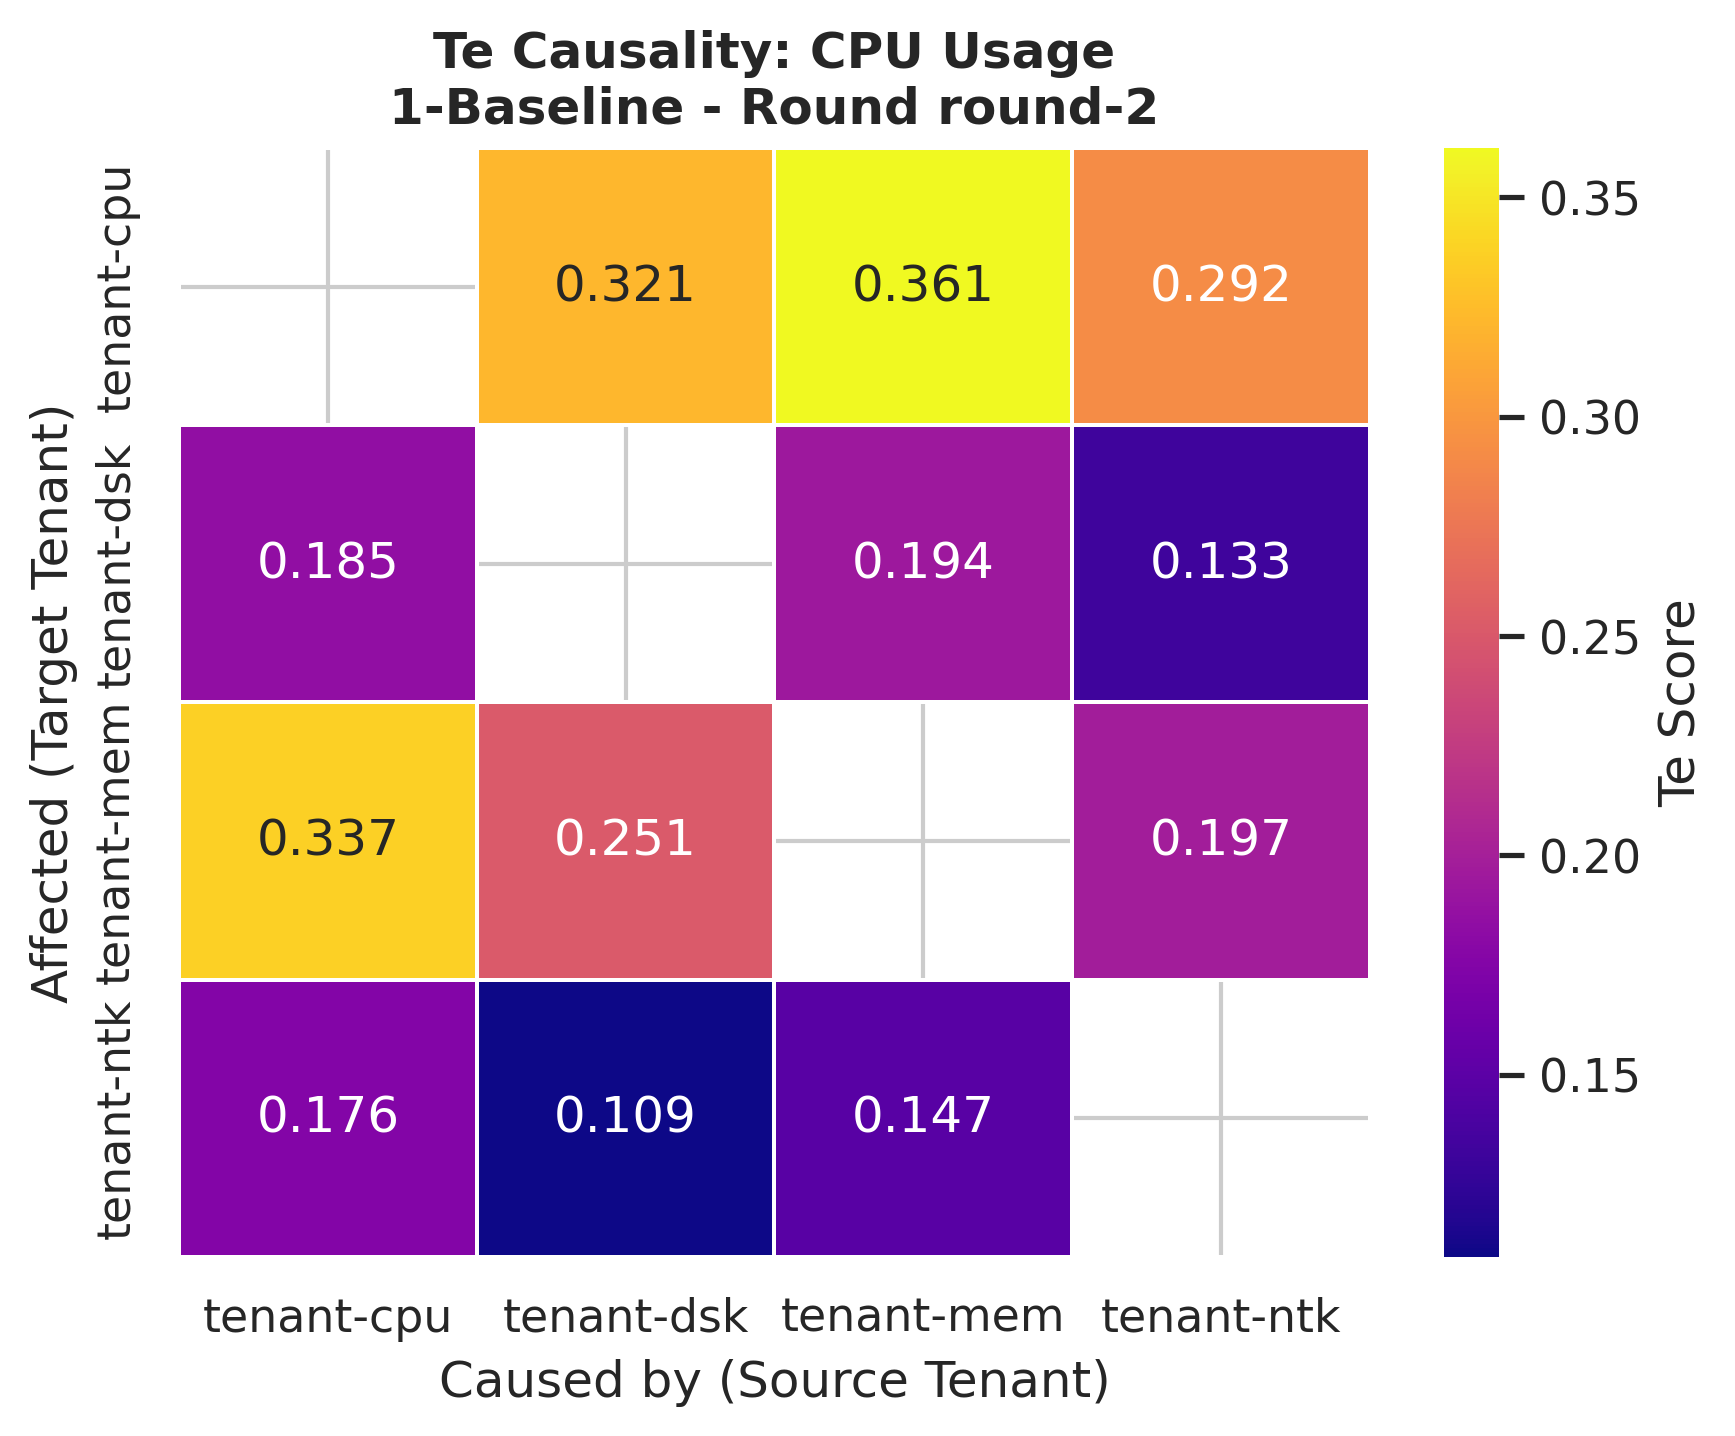 Te Causality: CPU Usage
1-Baseline - Round round-2
Affected (Target Tenant)
tenant-cpu
0.321 0.361 0.292
tenant-dsk
0.185 0.194 0.133
tenant-mem
0.337 0.251 0.197
tenant-ntk
0.176 0.109 0.147
tenant-cpu tenant-dsk tenant-mem tenant-ntk
Caused by (Source Tenant)
0.35
0.30
0.25
0.20
0.15
Te Score